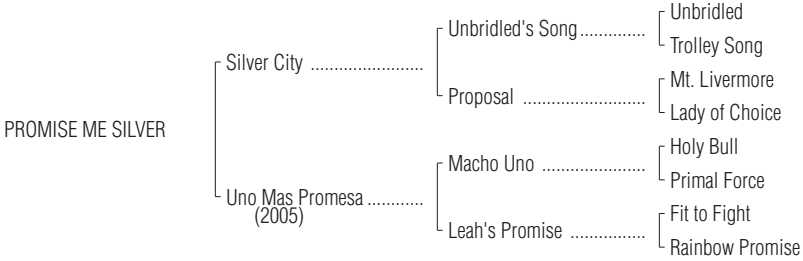 Unbridled
Unbridled's Song..............
Trolley Song
Silver City .......................
Mt. Livermore
Proposal .........................
Lady of Choice
PROMISE ME SILVER
Holy Bull
Macho Uno .....................
Primal Force
Uno Mas Promesa ............
(2005)
Fit to Fight
Leah's Promise ................
Rainbow Promise